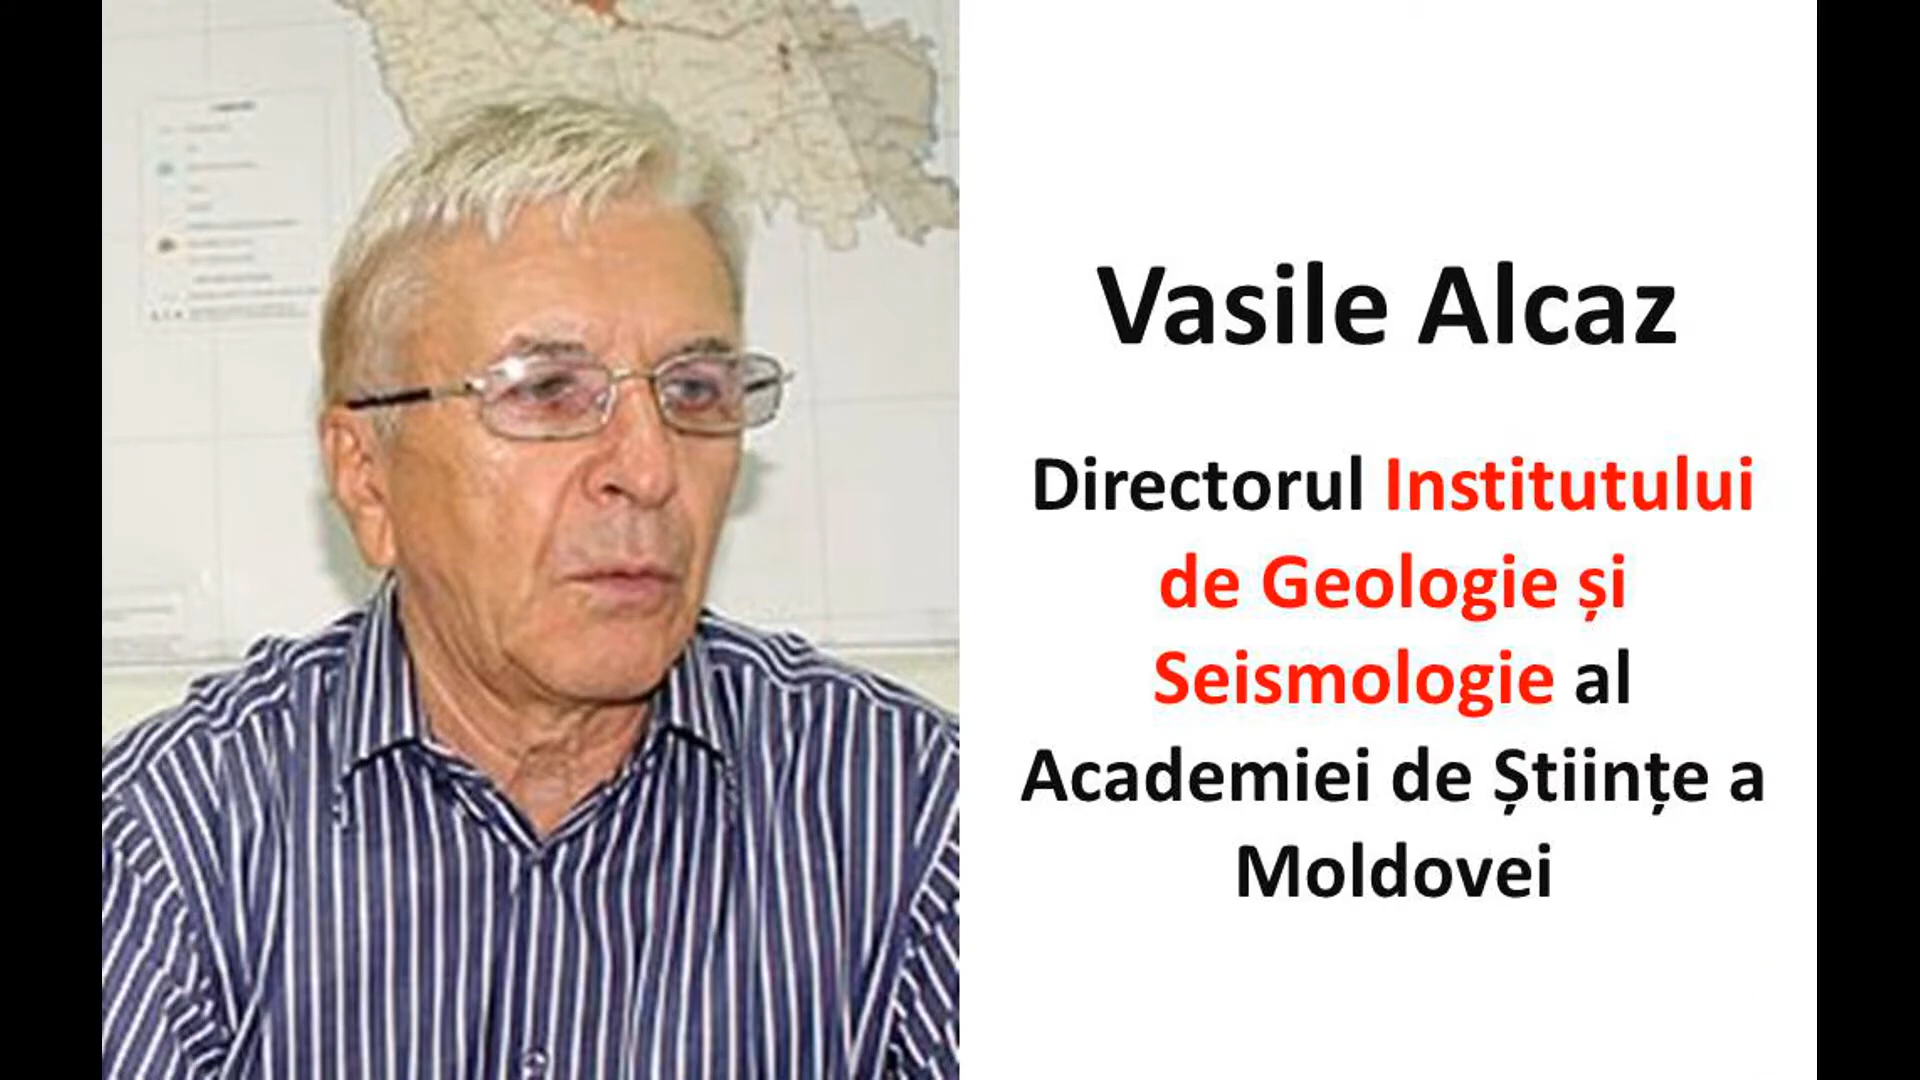 Vasile Alcaz
Directorul Institutului
de Geologie și
Seismologie al
Academiei de Științe a
Moldovei